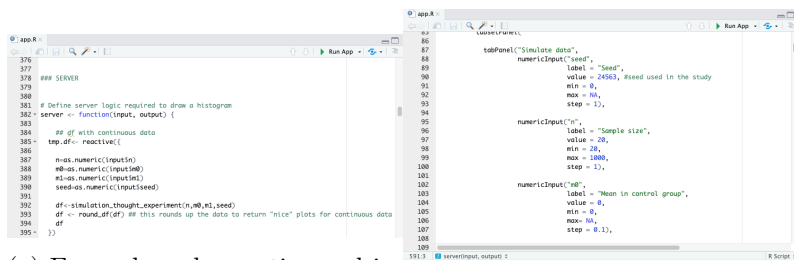 app.R ×
Run App
376
377
378 ### SERVER
379
380
381 # Define server logic required to draw a histogram
382 server <- function(input, output) {
383
384 ## df with continuous data
385 tmp.df<- reactive({
386
387 n=as.numeric(input$n)
388 m0=as.numeric(input$m0)
389 m1=as.numeric(input$m1)
390 seed=as.numeric(input$seed)
391
392 df<-simulation_thought_experiment(n,m0,m1,seed)
393 df <- round_df(df) ## this rounds up the data to return "nice" plots for continuous data
394 df
395 })
app.R ×
Run App
85 tabsetPanel(
86
87 tabPanel("Simulate data",
88 numericInput("seed",
89 label = "Seed",
90 value = 24563, #seed used in the study
91 min = 0,
92 max = NA,
93 step = 1),
94
95 numericInput("n",
96 label = "Sample size",
97 value = 20,
98 min = 20,
99 max = 1000,
100 step = 1),
101
102 numericInput("m0",
103 label = "Mean in control group",
104 value = 0,
105 min = 0,
106 max= NA,
107 step = 0.1),
108
109
591:3 server(input, output) R Script